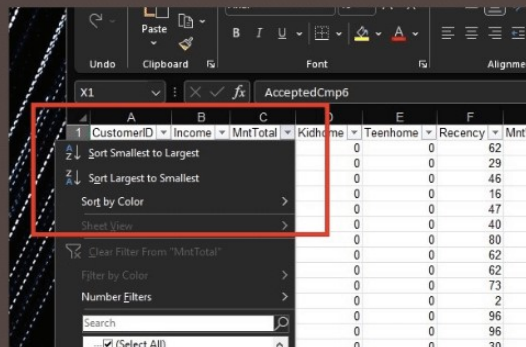 Paste
B I U A
Undo Clipboard Font Alignme
X1 fx AcceptedCmp6
A B C D E F
1 CustomerID Income MntTotal Kidhome Teenhome Recency Mnt
Sort Smallest to Largest
Sort Largest to Smallest
Sort by Color
Sheet View
Clear Filter From "MntTotal"
Filter by Color
Number Filters
Search
(Select All)
0 0 62
0 0 29
0 0 46
0 0 16
0 0 47
0 0 40
0 0 80
0 0 62
0 0 62
0 0 73
0 0 2
0 0 96
0 0 96
0 0 30